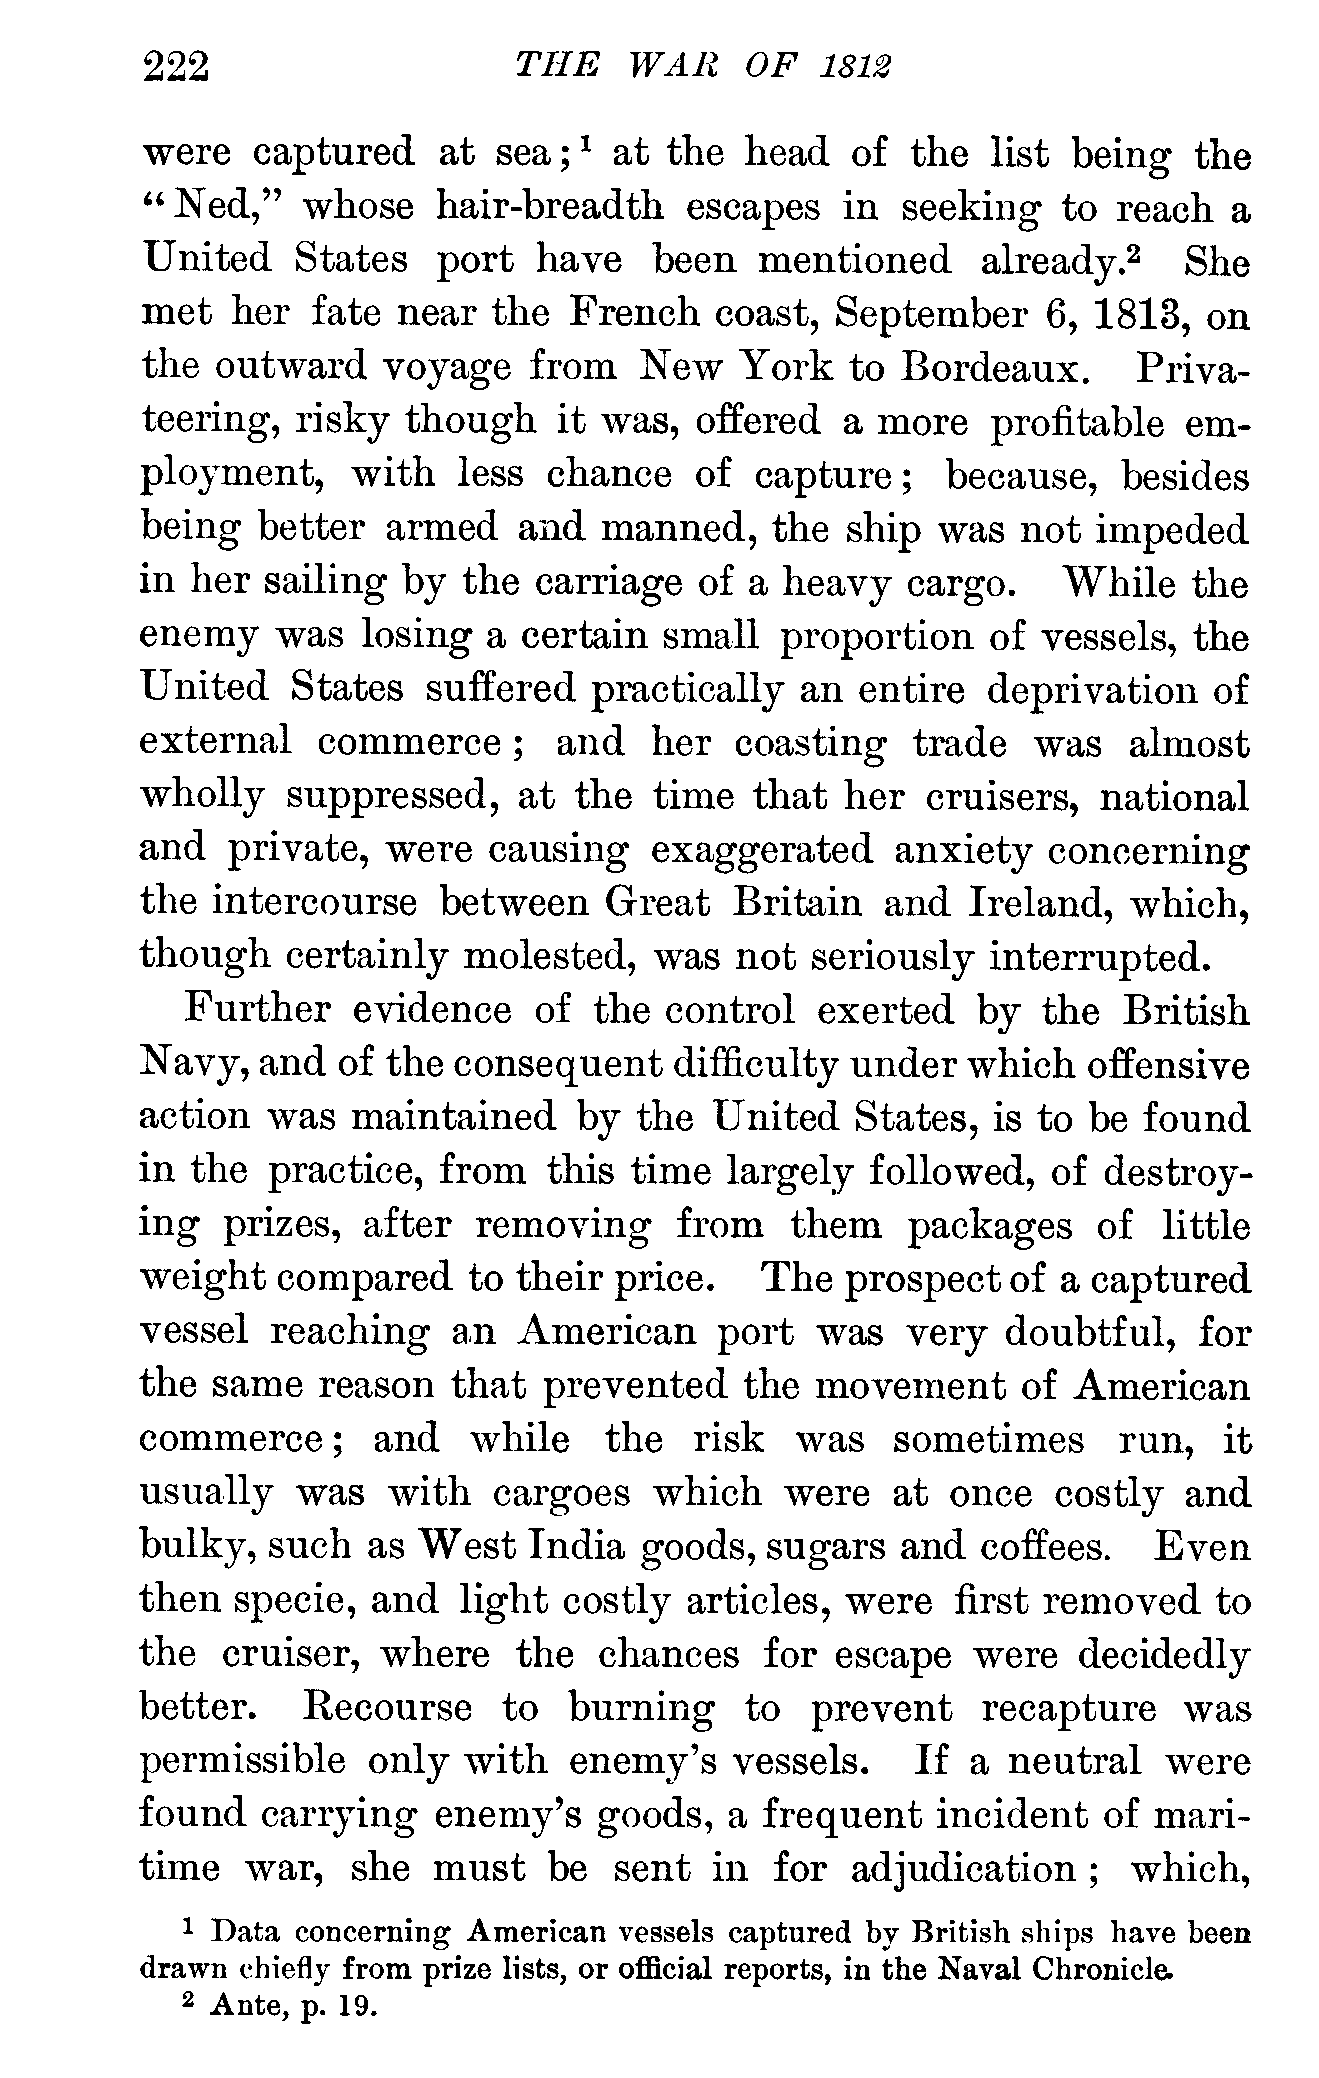 222 THE WAR OF 1812
were captured at sea;¹ at the head of the list being the
“Ned,” whose hair-breadth escapes in seeking to reach a
United States port have been mentioned already.² She
met her fate near the French coast, September 6, 1813, on
the outward voyage from New York to Bordeaux. Priva-
teering, risky though it was, offered a more profitable em-
ployment, with less chance of capture; because, besides
being better armed and manned, the ship was not impeded
in her sailing by the carriage of a heavy cargo. While the
enemy was losing a certain small proportion of vessels, the
United States suffered practically an entire deprivation of
external commerce; and her coasting trade was almost
wholly suppressed, at the time that her cruisers, national
and private, were causing exaggerated anxiety concerning
the intercourse between Great Britain and Ireland, which,
though certainly molested, was not seriously interrupted.
Further evidence of the control exerted by the British
Navy, and of the consequent difficulty under which offensive
action was maintained by the United States, is to be found
in the practice, from this time largely followed, of destroy-
ing prizes, after removing from them packages of little
weight compared to their price. The prospect of a captured
vessel reaching an American port was very doubtful, for
the same reason that prevented the movement of American
commerce; and while the risk was sometimes run, it
usually was with cargoes which were at once costly and
bulky, such as West India goods, sugars and coffees. Even
then specie, and light costly articles, were first removed to
the cruiser, where the chances for escape were decidedly
better. Recourse to burning to prevent recapture was
permissible only with enemy's vessels. If a neutral were
found carrying enemy's goods, a frequent incident of mari-
time war, she must be sent in for adjudication; which,
¹ Data concerning American vessels captured by British ships have been
drawn chiefly from prize lists, or official reports, in the Naval Chronicle.
² Ante, p. 19.